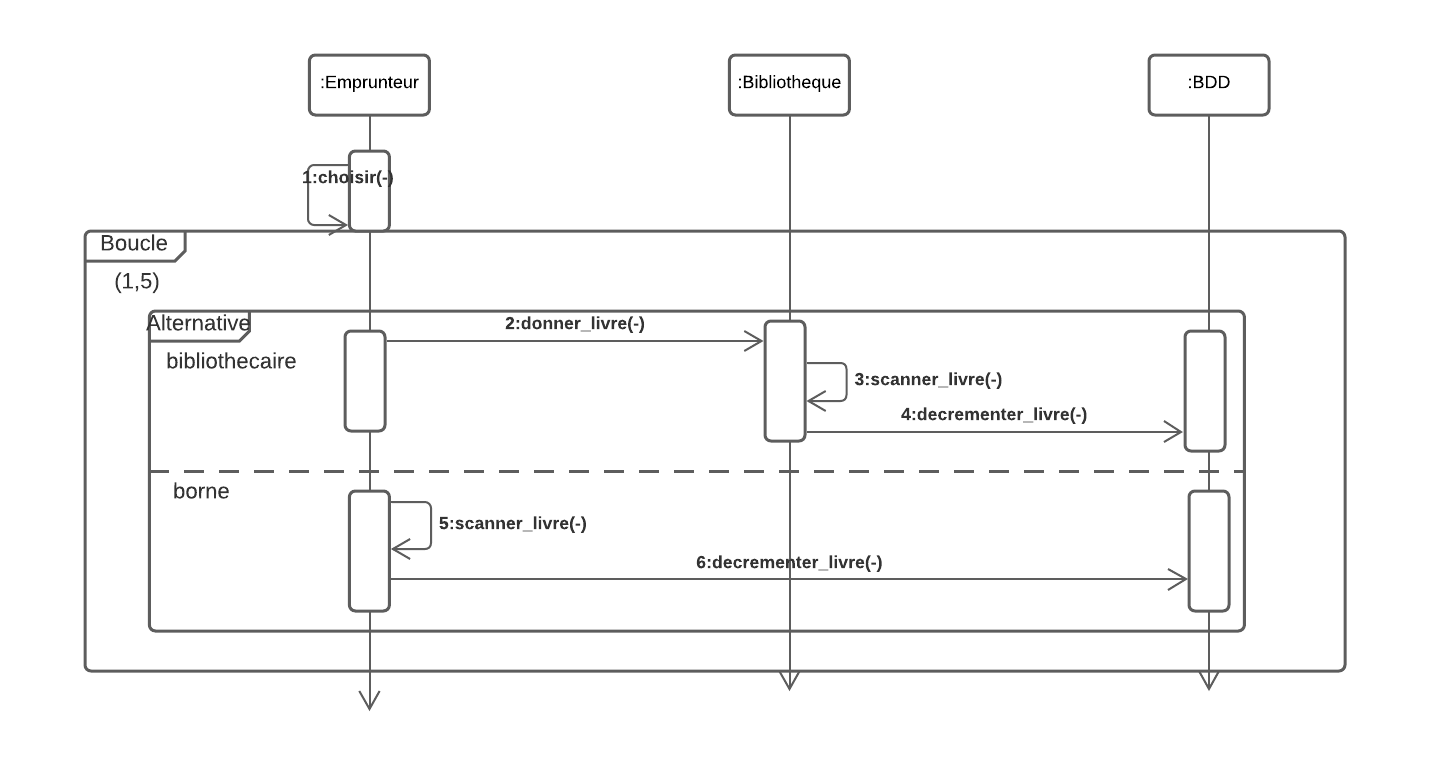 :Emprunteur
:Bibliotheque
:BDD
1:choisir(-)
Boucle
(1,5)
Alternative
2:donner_livre(-)
bibliothecaire
3:scanner_livre(-)
4:decrementer_livre(-)
borne
5:scanner_livre(-)
6:decrementer_livre(-)